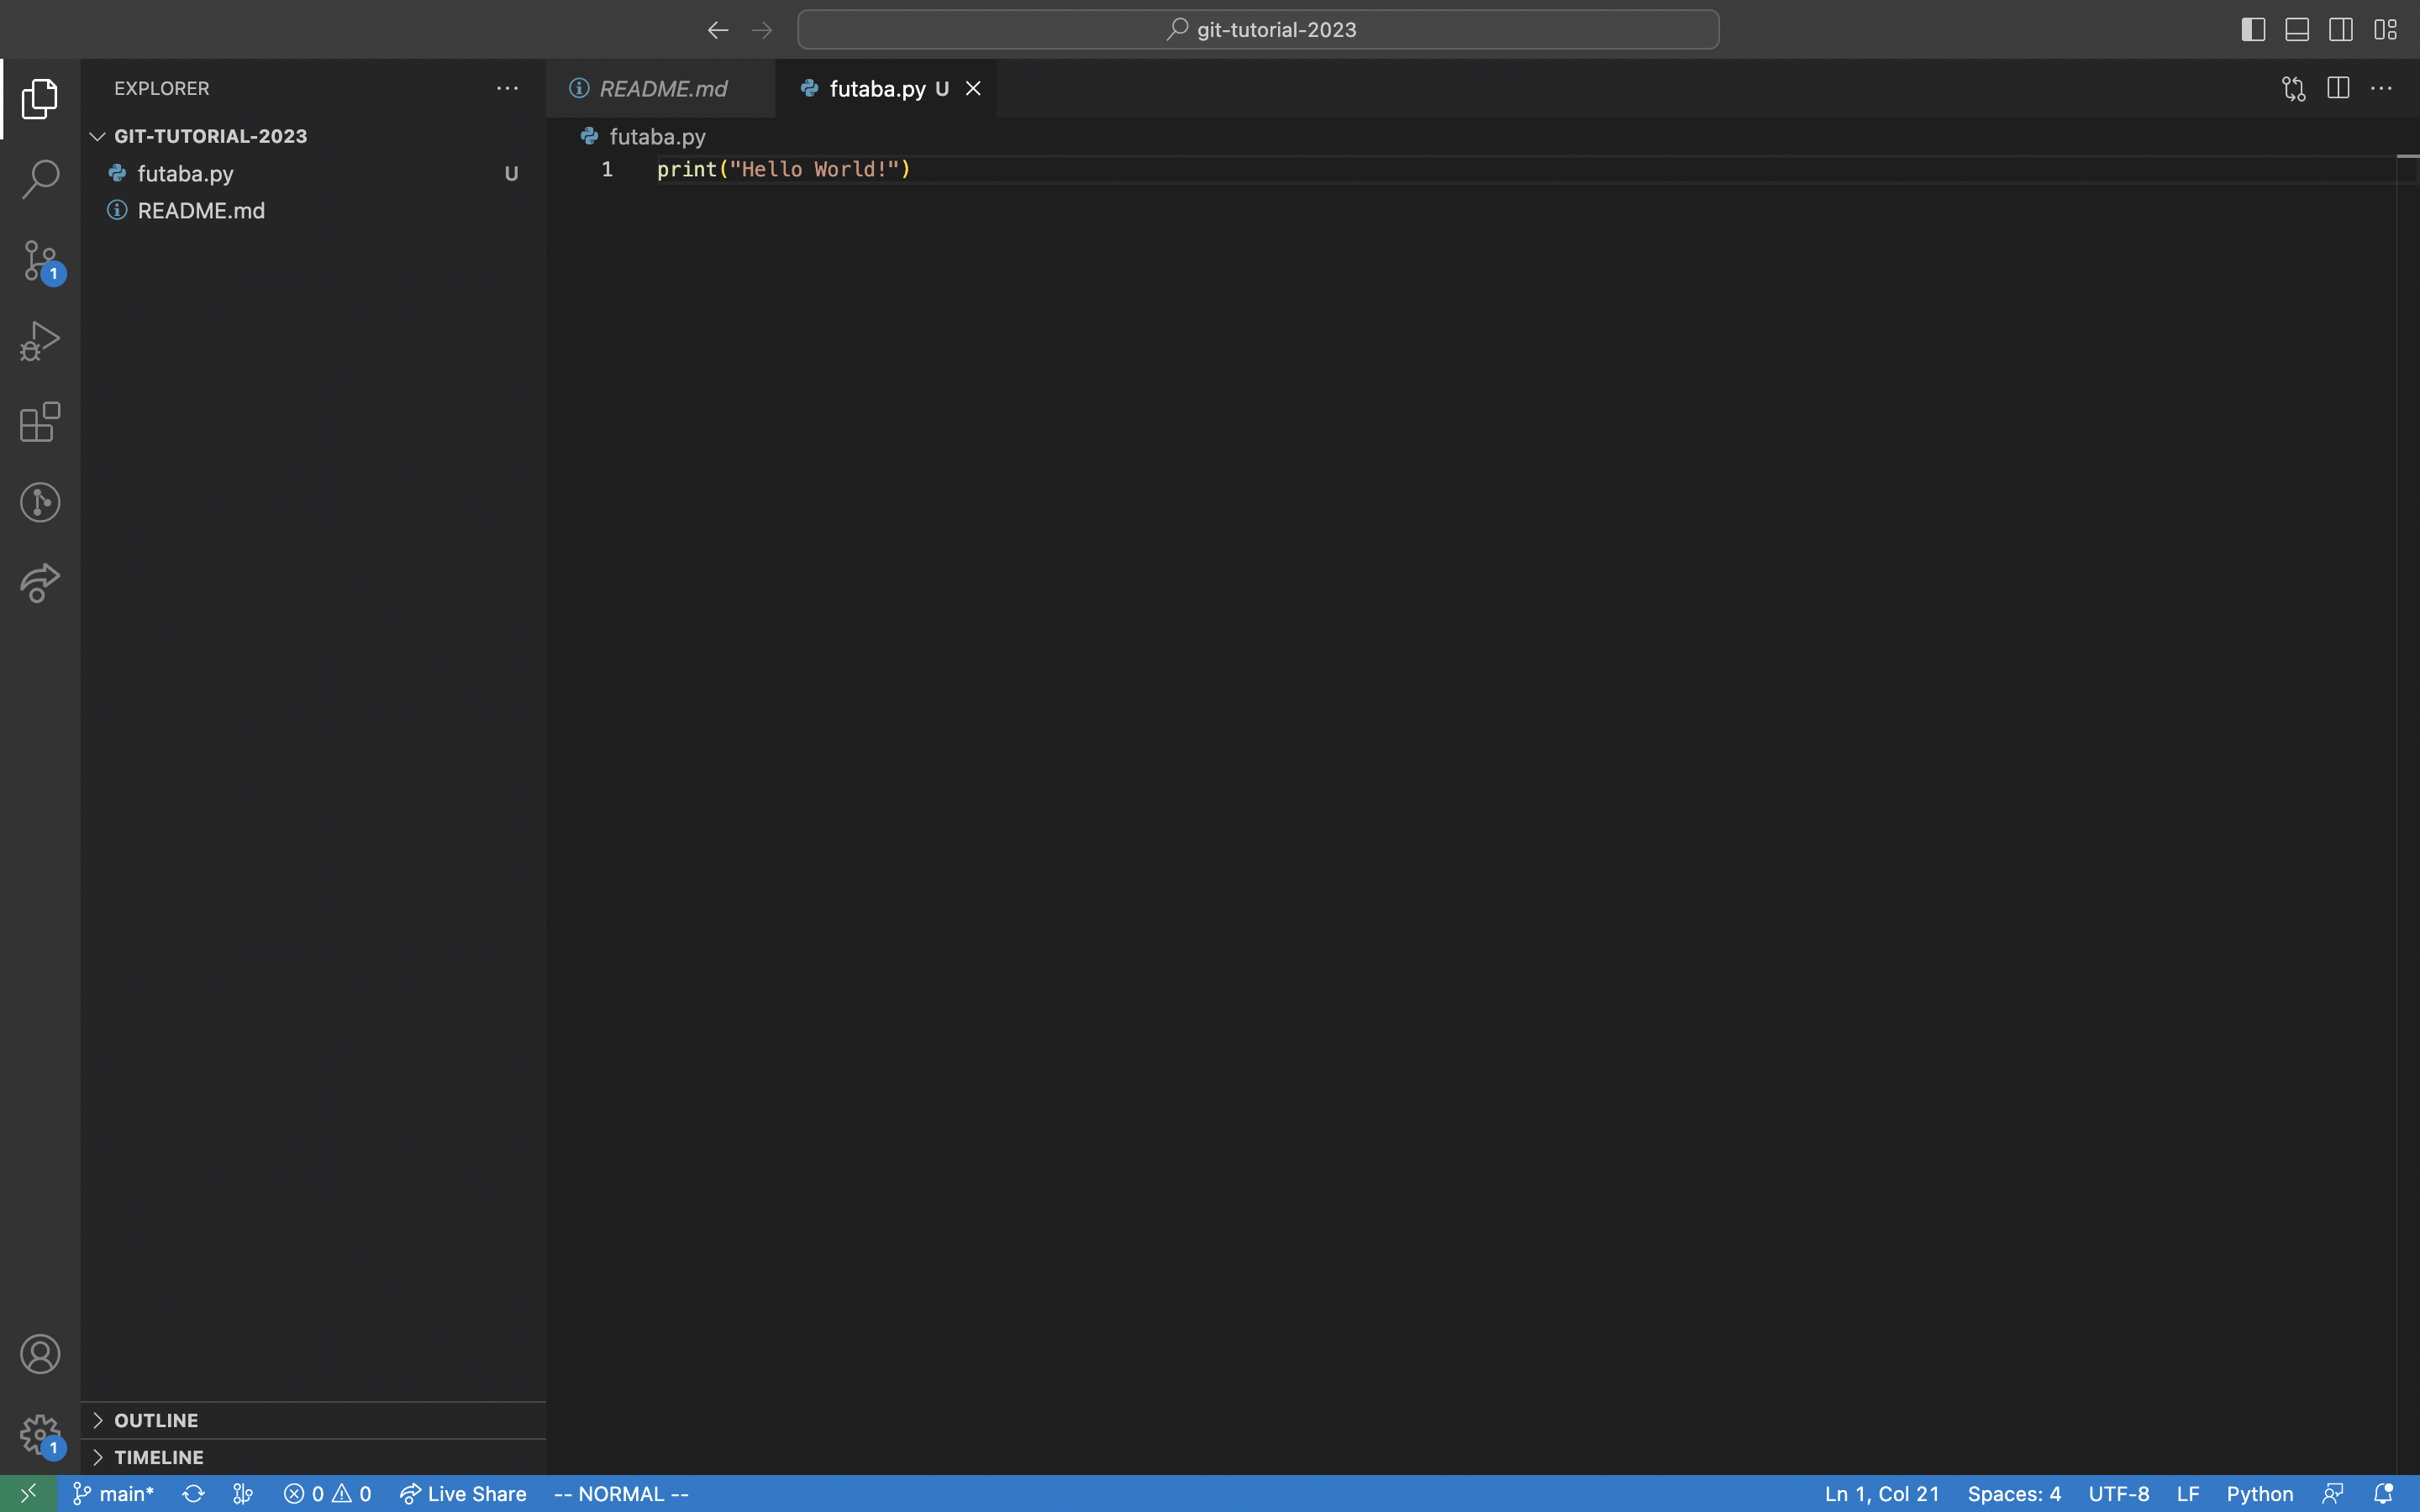 git-tutorial-2023
EXPLORER
README.md
futaba.py U
GIT-TUTORIAL-2023
futaba.py
futaba.py U
1 print("Hello World!")
README.md
1
OUTLINE
1
TIMELINE
main* 0 0 Live Share -- NORMAL -- Ln 1, Col 21 Spaces: 4 UTF-8 LF Python